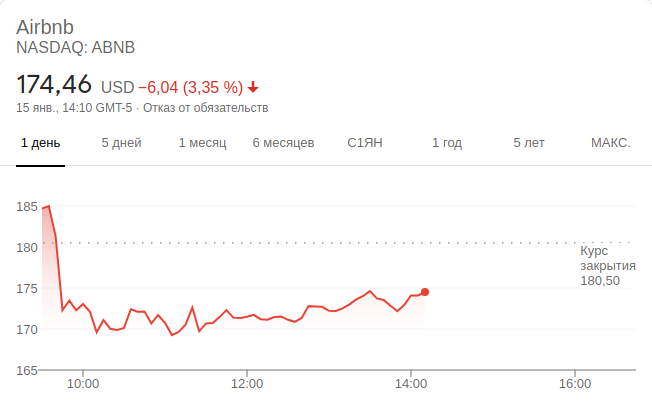 Airbnb
NASDAQ: ABNB
174,46 USD −6,04 (3,35 %)
15 янв., 14:10 GMT-5 · Отказ от обязательств
1 день 5 дней 1 месяц 6 месяцев С1ЯН 1 год 5 лет МАКС.
185
180
175
170
165
Курс
закрытия
180,50
10:00 12:00 14:00 16:00